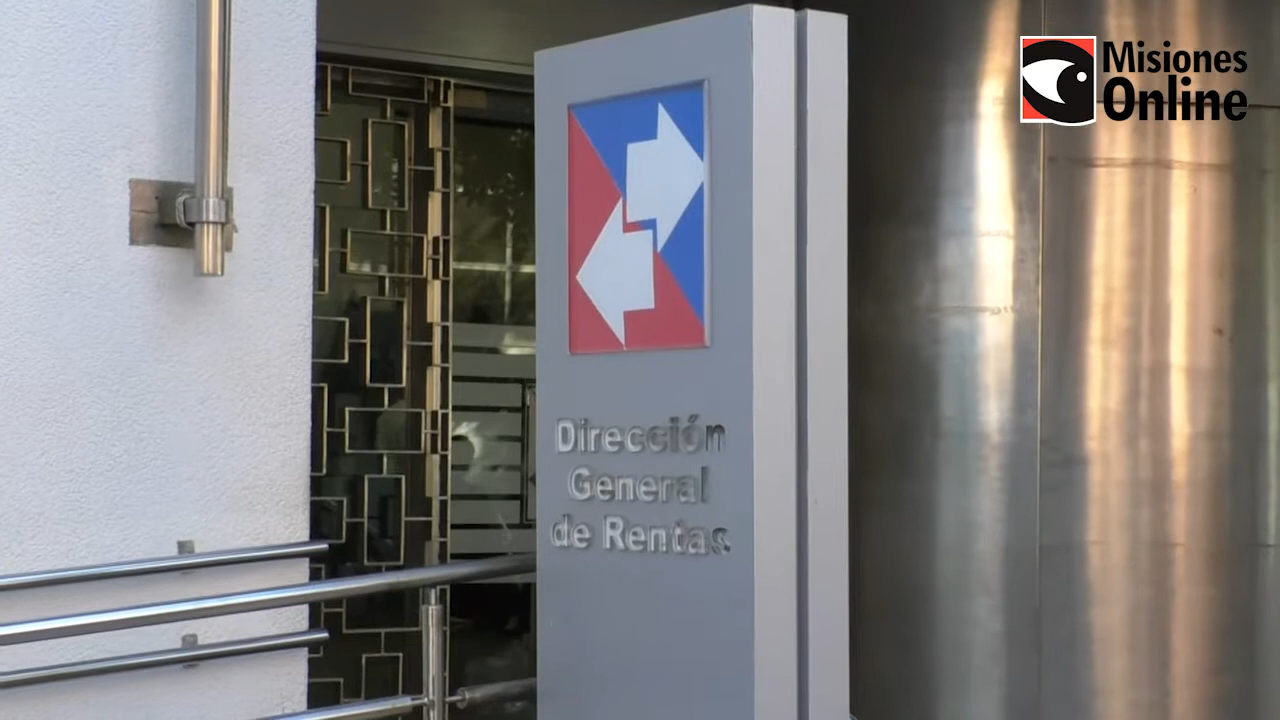 Misiones
Online
Dirección
General
de Rentas